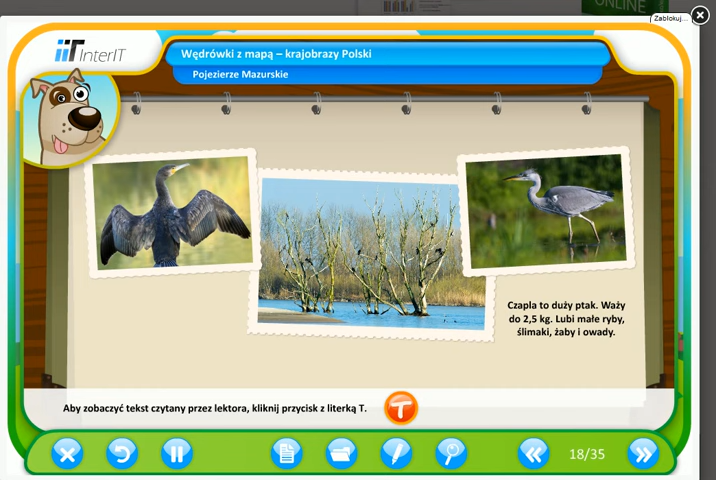 ONLINE
Zablokuj...
iiT InterIT
Wędrówki z mapą – krajobrazy Polski
Pojezierze Mazurskie
Czapla to duży ptak. Waży
do 2,5 kg. Lubi małe ryby,
ślimaki, żaby i owady.
Aby zobaczyć tekst czytany przez lektora, kliknij przycisk z literką T.
T
18/35